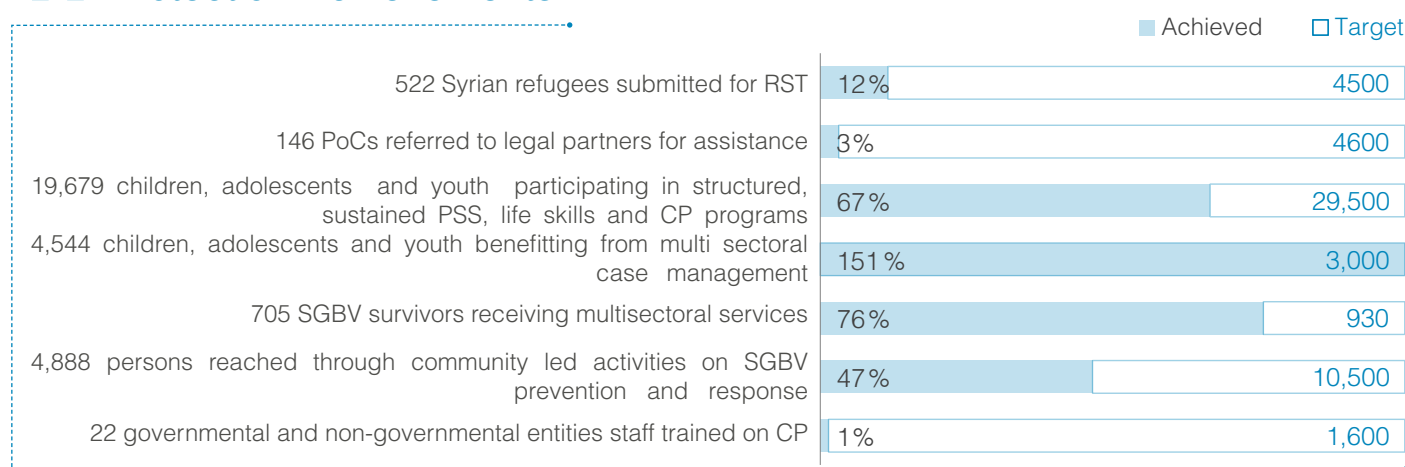 Achieved Target
522 Syrian refugees submitted for RST 12% 4500
146 PoCs referred to legal partners for assistance 3% 4600
19,679 children, adolescents and youth participating in structured,
sustained PSS, life skills and CP programs 67% 29,500
4,544 children, adolescents and youth benefitting from multi sectoral
case management 151% 3,000
705 SGBV survivors receiving multisectoral services 76% 930
4,888 persons reached through community led activities on SGBV
prevention and response 47% 10,500
22 governmental and non-governmental entities staff trained on CP 1% 1,600